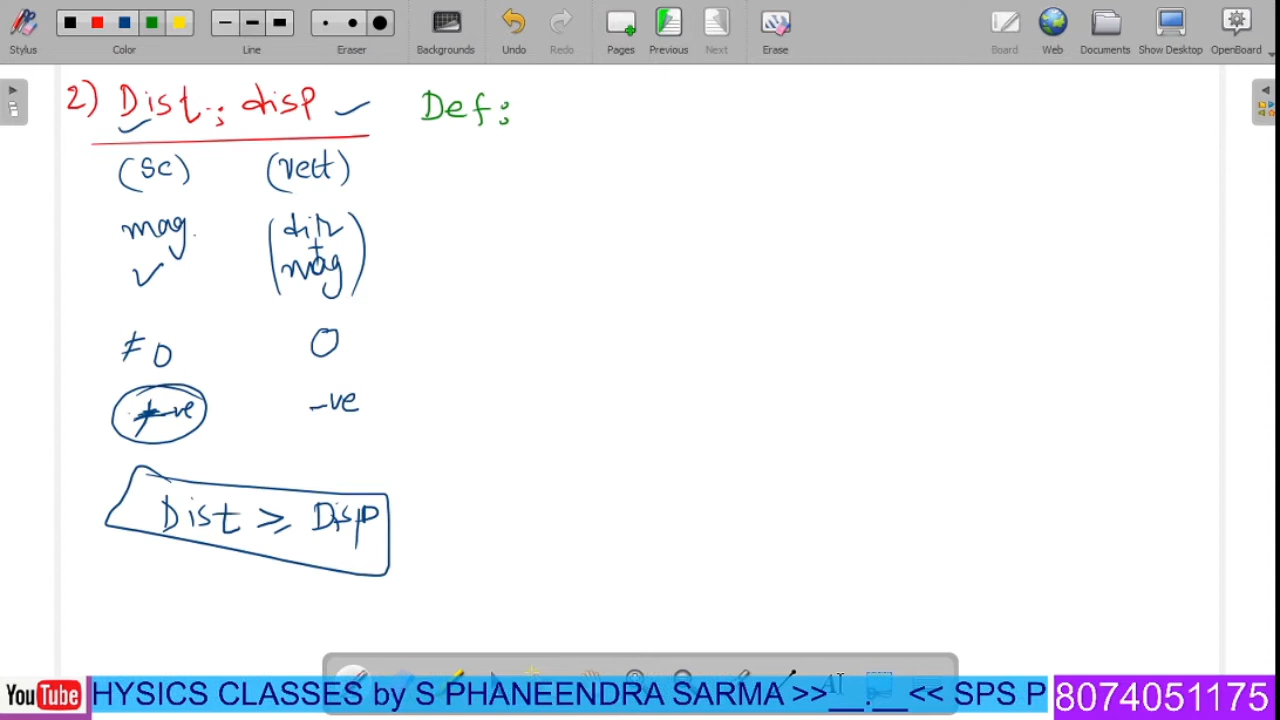 Stylus Color Line Eraser Backgrounds Undo Redo Pages Previous Next Erase Board Web Documents Show Desktop OpenBoard
2) Dist ; disp Def:
(sc) (vect)
mag. (dir
+
mag)
≠ 0 0
+ve -ve
Dist ≥ Disp
YouTube HYSICS CLASSES by S PHANEENDRA SARMA >>__:__ << SPS P 8074051175